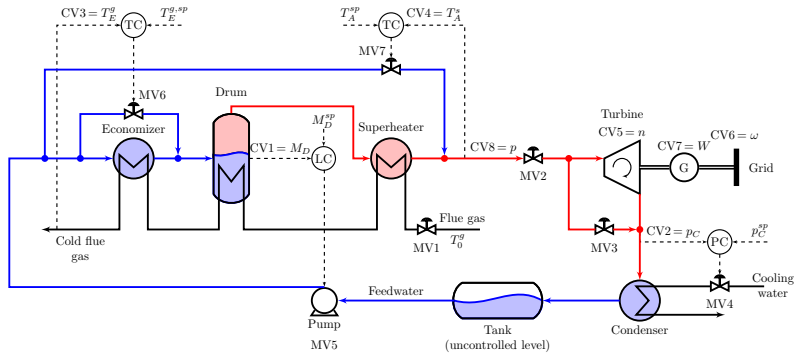 CV3 = T_E^g
TC
T_E^{g,sp}
T_A^{sp}
TC
CV4 = T_A^s
MV7
MV6
Drum
Economizer
M_D^{sp}
Superheater
Turbine
CV5 = n
CV6 = ω
CV1 = M_D
LC
CV8 = p
CV7 = W
MV2
G
Grid
Flue gas
T_0^g
MV1
MV3
Cold flue
gas
CV2 = p_C
PC
p_C^{sp}
Cooling
water
MV4
Feedwater
Pump
MV5
Tank
(uncontrolled level)
Condenser